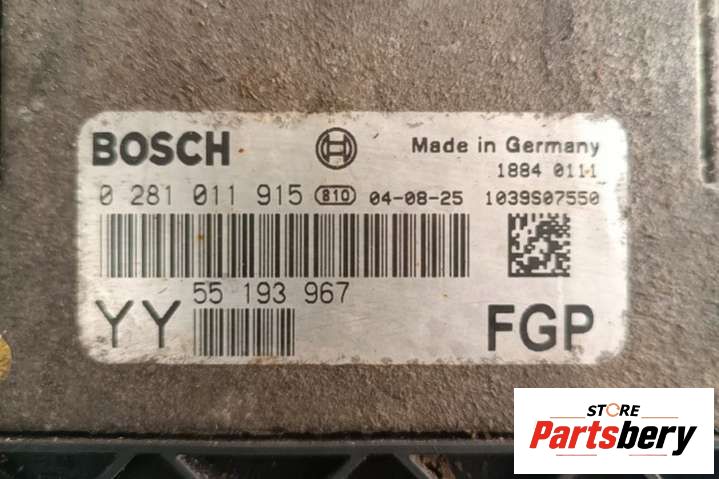 BOSCH Made in Germany
1884 0111
0 281 011 915 810 04-08-25 1039S07550
55 193 967
YY FGP
STORE
Partsbery